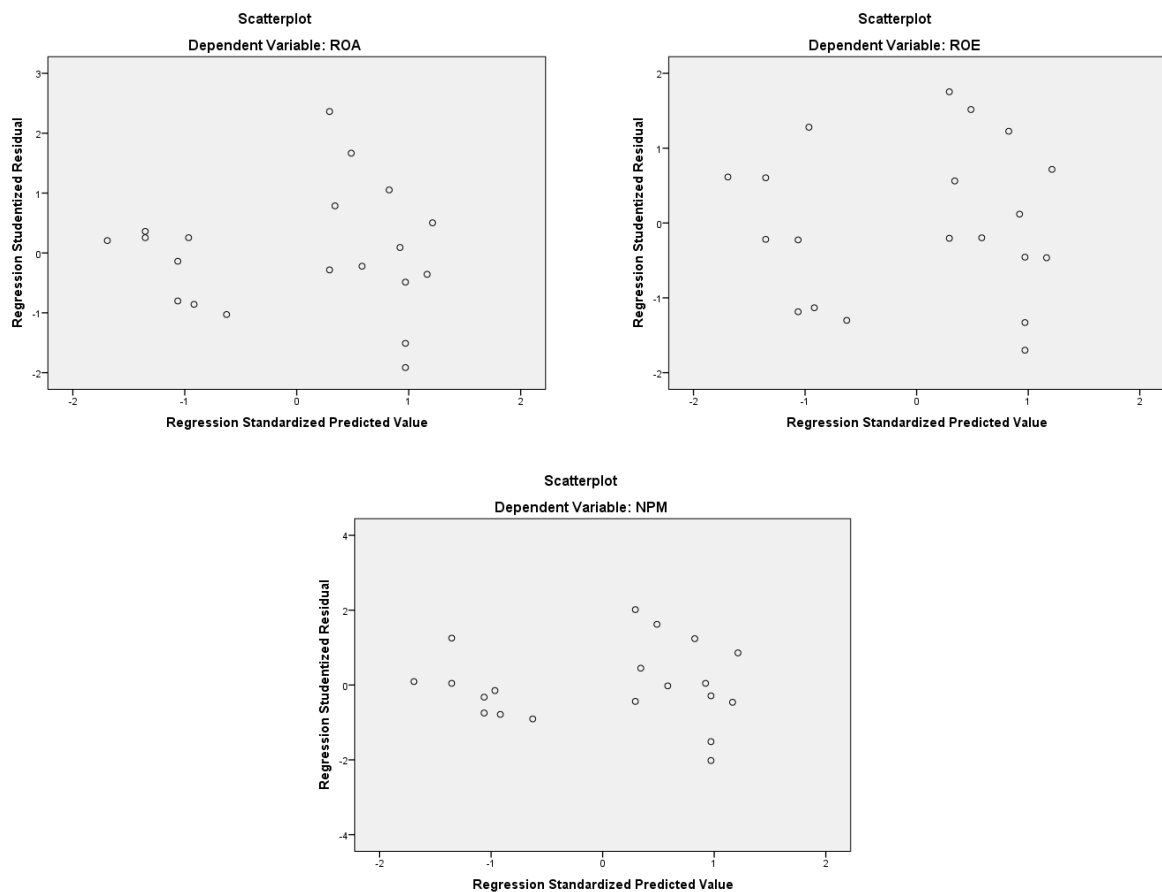 Scatterplot
Dependent Variable: ROA
Regression Studentized Residual
3
2
1
0
-1
-2
-2
-1
0
1
2
Regression Standardized Predicted Value
Scatterplot
Dependent Variable: ROE
Regression Studentized Residual
2
1
0
-1
-2
-2
-1
0
1
2
Regression Standardized Predicted Value
Scatterplot
Dependent Variable: NPM
Regression Studentized Residual
4
2
0
-2
-4
-2
-1
0
1
2
Regression Standardized Predicted Value